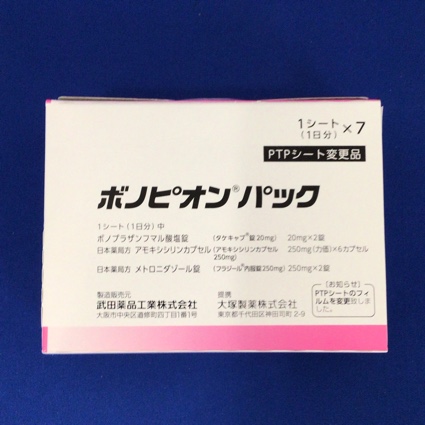 1シート
(1日分)×7
PTPシート変更品
ボノピオン®パック
1シート(1日分)中
ボノプラザンフマル酸塩錠 (タケキャブ®錠20mg) 20mg×2錠
日本薬局方 アモキシシリンカプセル (アモキシシリンカプセル250mg) 250mg(力価)×6カプセル
日本薬局方 メトロニダゾール錠 (フラジール®内服錠250mg) 250mg×2錠
[お知らせ]
PTPシートのフィ
ルムを変更致しま
した。
製造販売元
武田薬品工業株式会社
大阪市中央区道修町四丁目1番1号
提携
大塚製薬株式会社
東京都千代田区神田司町2-9